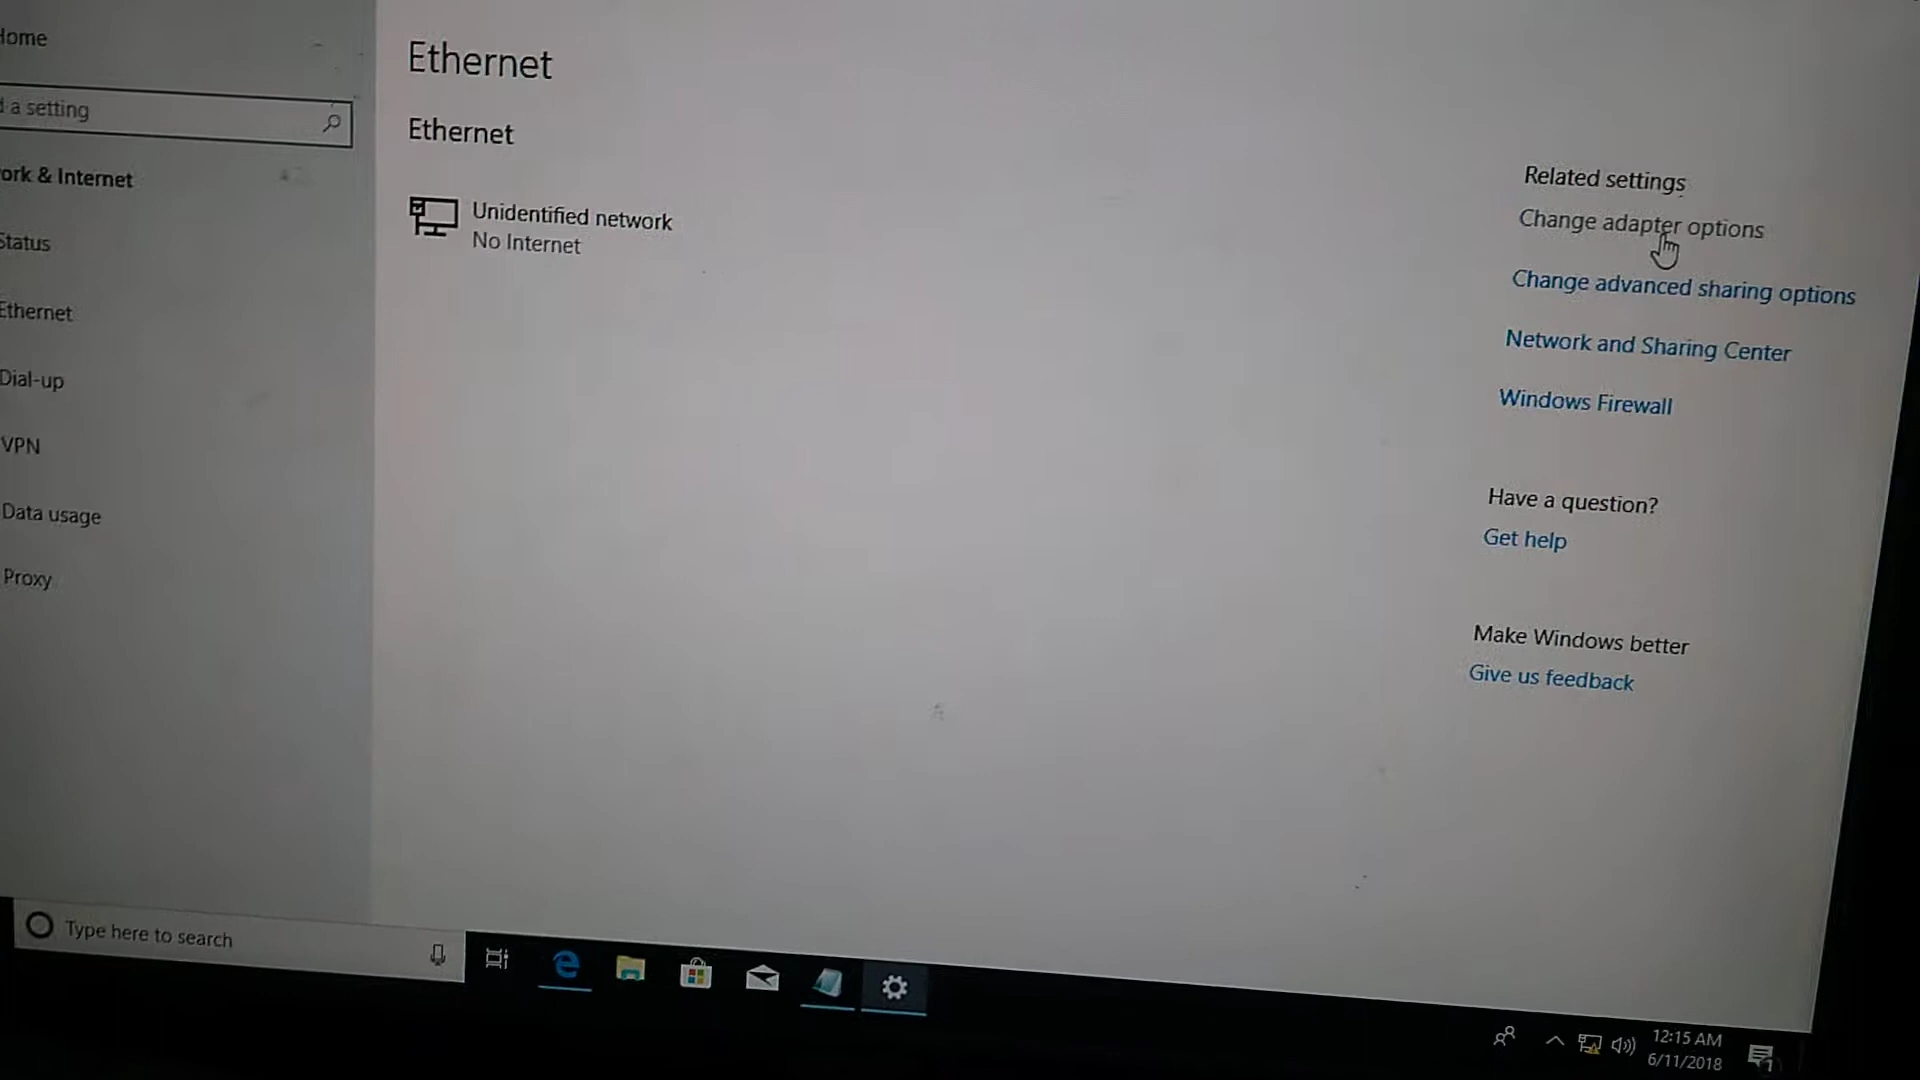 Home
d a setting
ork & Internet
Status
Ethernet
Dial-up
VPN
Data usage
Proxy
Ethernet
Ethernet
Unidentified network
No Internet
Related settings
Change adapter options
Change advanced sharing options
Network and Sharing Center
Windows Firewall
Have a question?
Get help
Make Windows better
Give us feedback
Type here to search
12:15 AM
6/11/2018
1